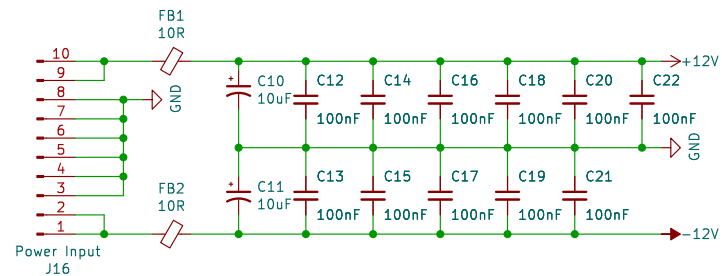 FB1
10R
10
9
8
7
6
5
4
3
2
1
GND
FB2
10R
Power Input
J16
+
C10
10uF
C12
100nF
C14
100nF
C16
100nF
C18
100nF
C20
100nF
C22
100nF
+12V
GND
+
C11
10uF
C13
100nF
C15
100nF
C17
100nF
C19
100nF
C21
100nF
-12V